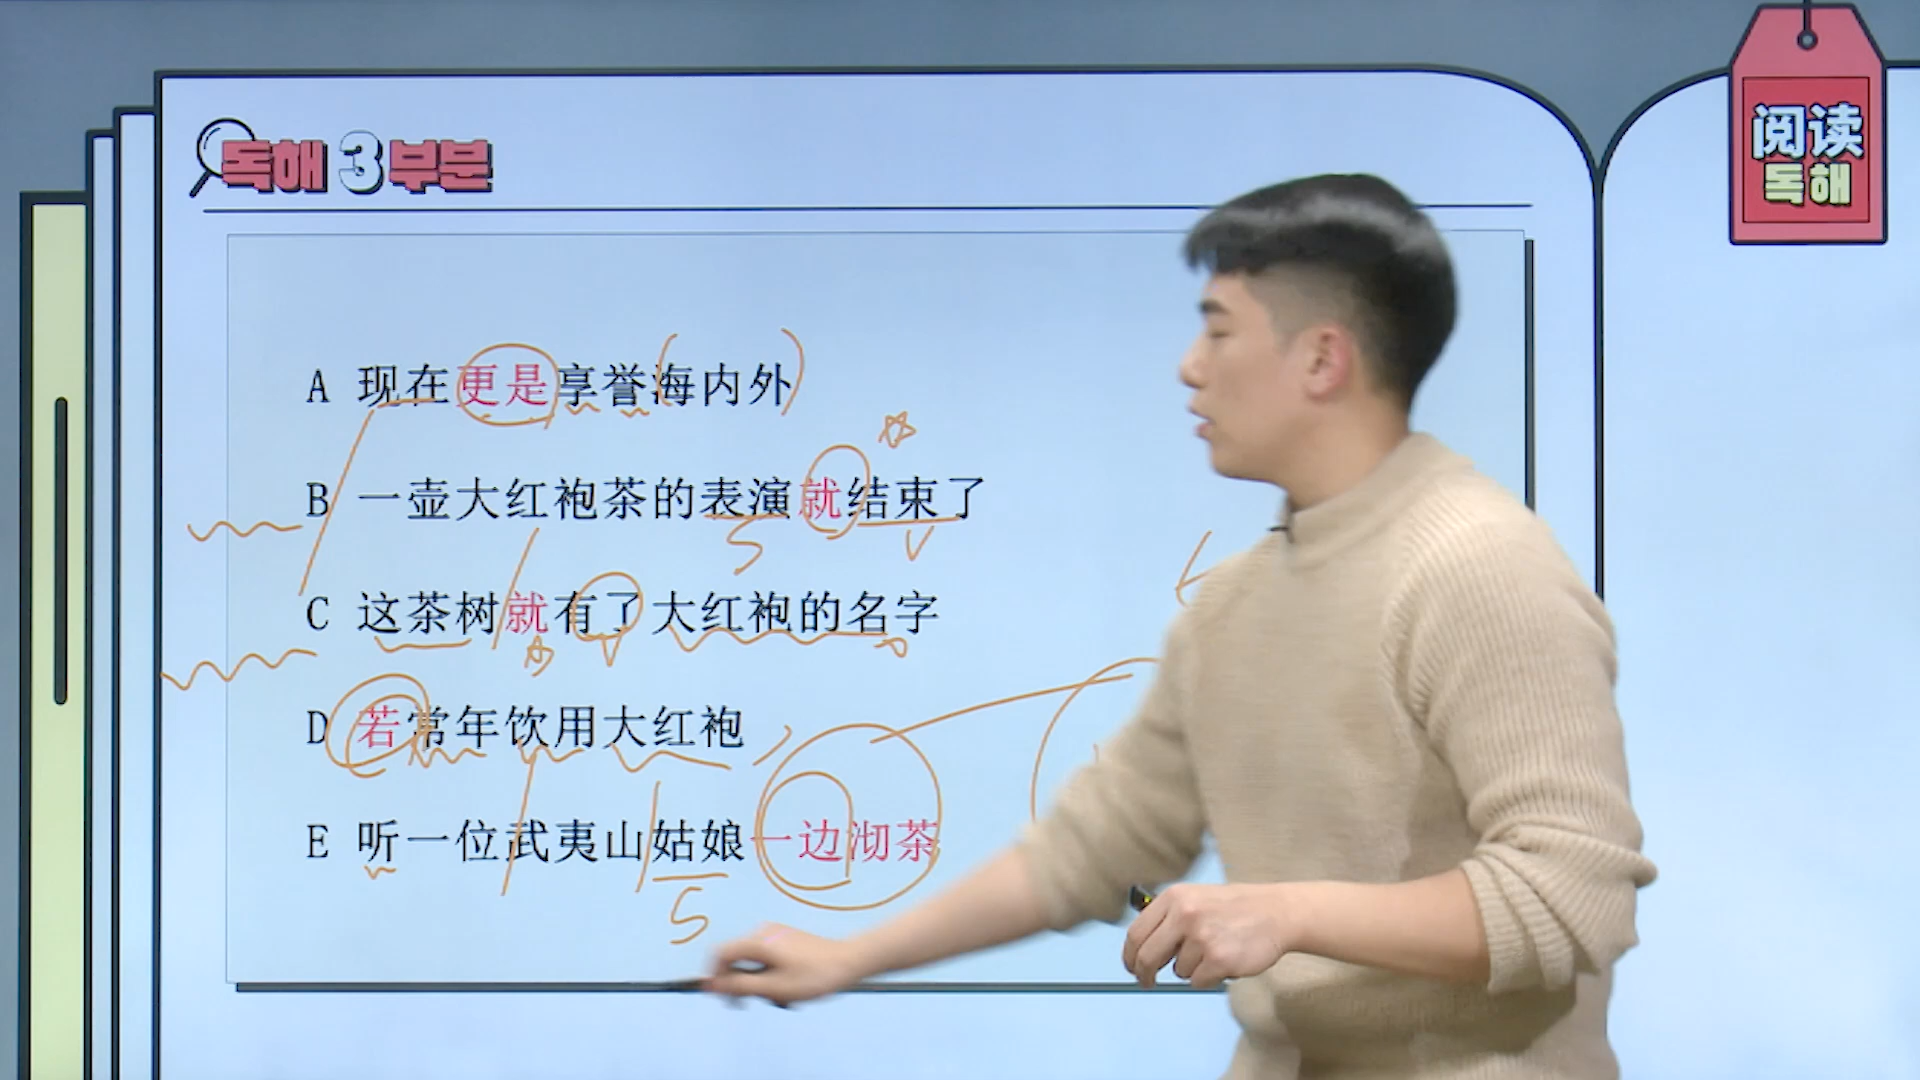 독해 3 부분
阅读
독해
A 现在更是享誉海内外
B 一壶大红袍茶的表演就结束了
S V
C 这茶树就有了大红袍的名字
V o
D 若常年饮用大红袍
E 听一位武夷山姑娘一边沏茶
S